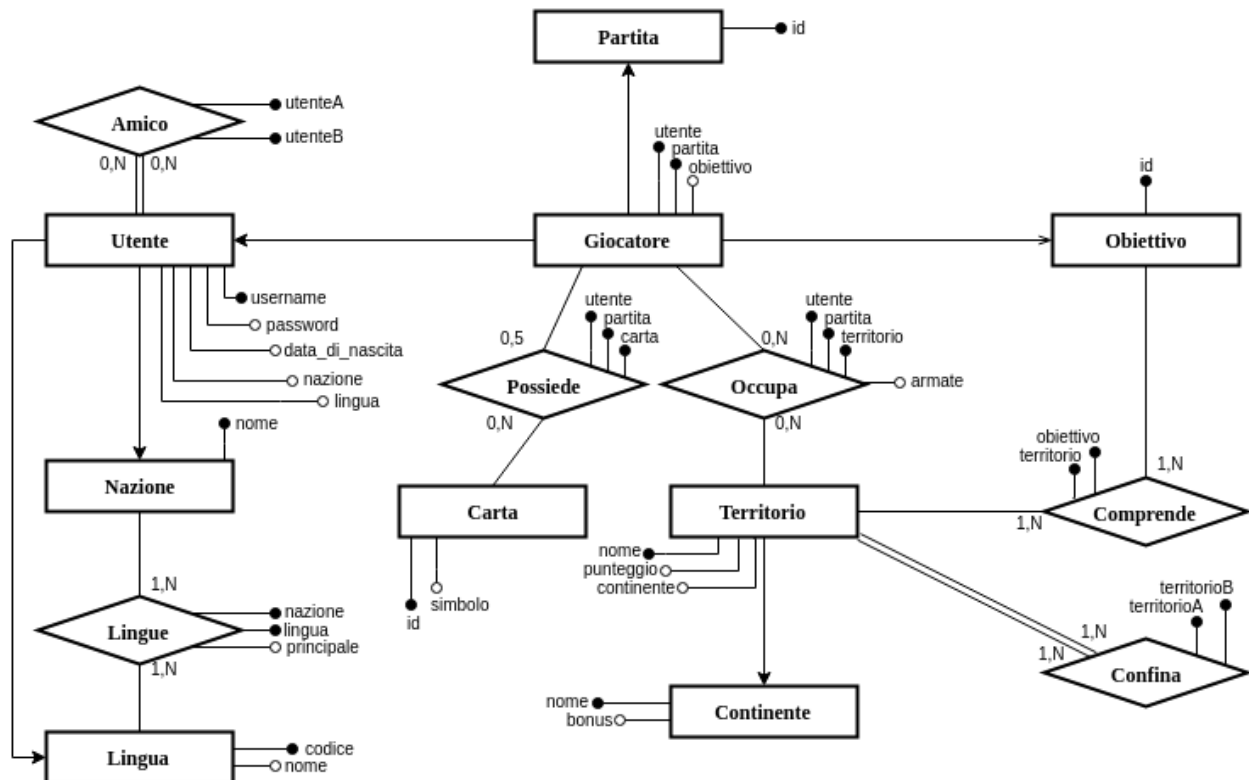 Partita
id
Amico
utenteA
utenteB
0,N
0,N
utente
partita
obiettivo
id
Utente
Giocatore
Obiettivo
username
password
data_di_nascita
nazione
lingua
nome
0,5
utente
partita
carta
0,N
utente
partita
territorio
Possiede
Occupa
armate
0,N
0,N
obiettivo
territorio
1,N
Nazione
Carta
Territorio
1,N
Comprende
nome
punteggio
continente
simbolo
id
1,N
nazione
lingua
principale
Lingue
1,N
territorioB
territorioA
1,N
1,N
Confina
nome
bonus
Continente
Lingua
codice
nome